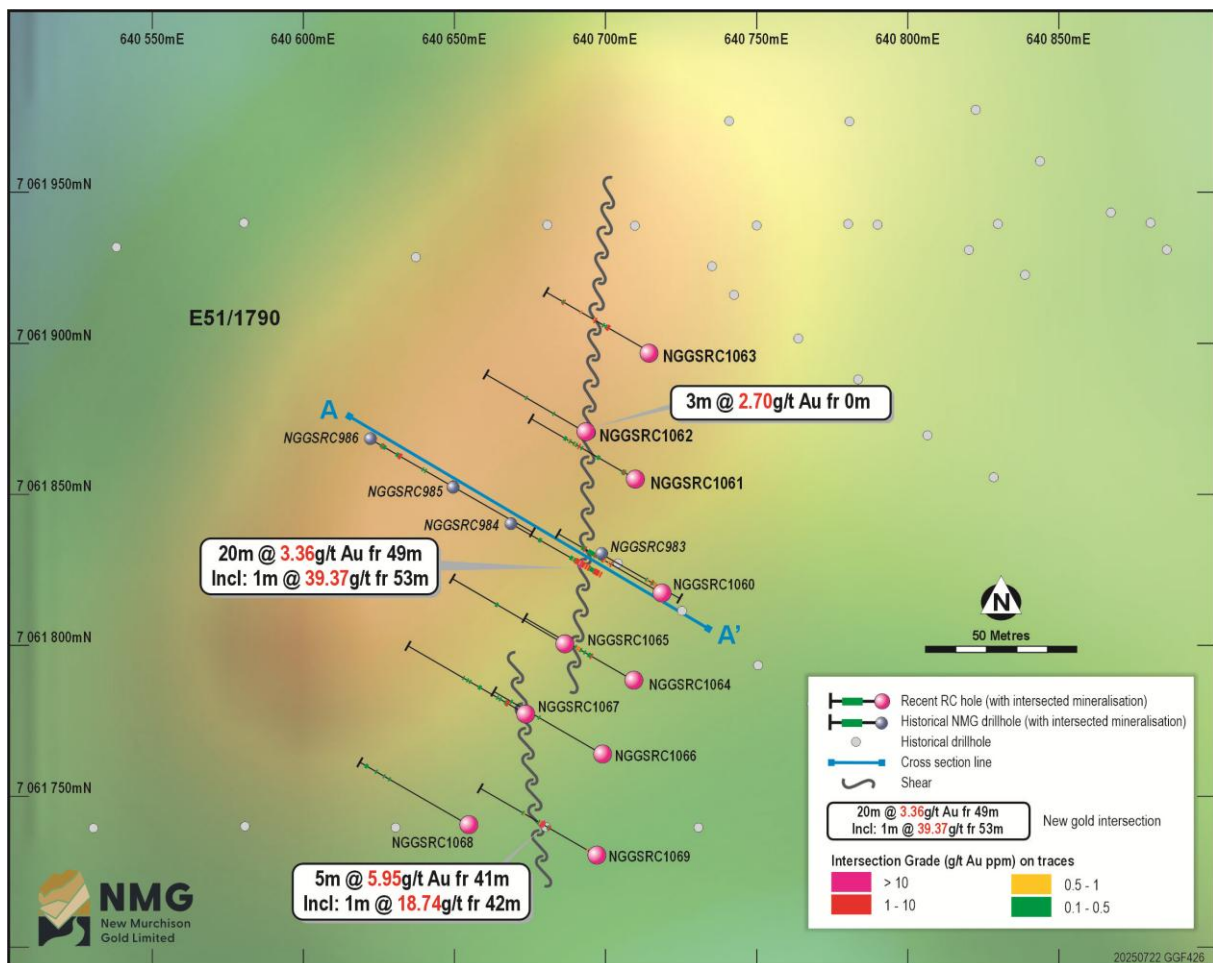 640 550mE
640 600mE
640 650mE
640 700mE
640 750mE
640 800mE
640 850mE
7 061 950mN
E51/1790
7 061 900mN
NGGSRC1063
3m @ 2.70g/t Au fr 0m
A
NGGSRC986
NGGSRC1062
NGGSRC985
NGGSRC1061
7 061 850mN
NGGSRC984
NGGSRC983
20m @ 3.36g/t Au fr 49m
Incl: 1m @ 39.37g/t fr 53m
NGGSRC1060
A'
N
50 Metres
7 061 800mN
NGGSRC1065
NGGSRC1064
NGGSRC1067
NGGSRC1066
7 061 750mN
NGGSRC1068
NGGSRC1069
5m @ 5.95g/t Au fr 41m
Incl: 1m @ 18.74g/t fr 42m
Recent RC hole (with intersected mineralisation)
Historical NMG drillhole (with intersected mineralisation)
Historical drillhole
Cross section line
Shear
20m @ 3.36g/t Au fr 49m
Incl: 1m @ 39.37g/t fr 53m
New gold intersection
Intersection Grade (g/t Au ppm) on traces
> 10
0.5 - 1
1 - 10
0.1 - 0.5
NMG
New Murchison
Gold Limited
20250722 GGF426